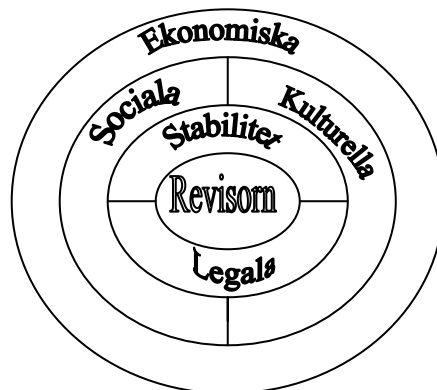 Ekonomiska
Sociala
Kulturella
Stabilitet
Revisorn
Legala